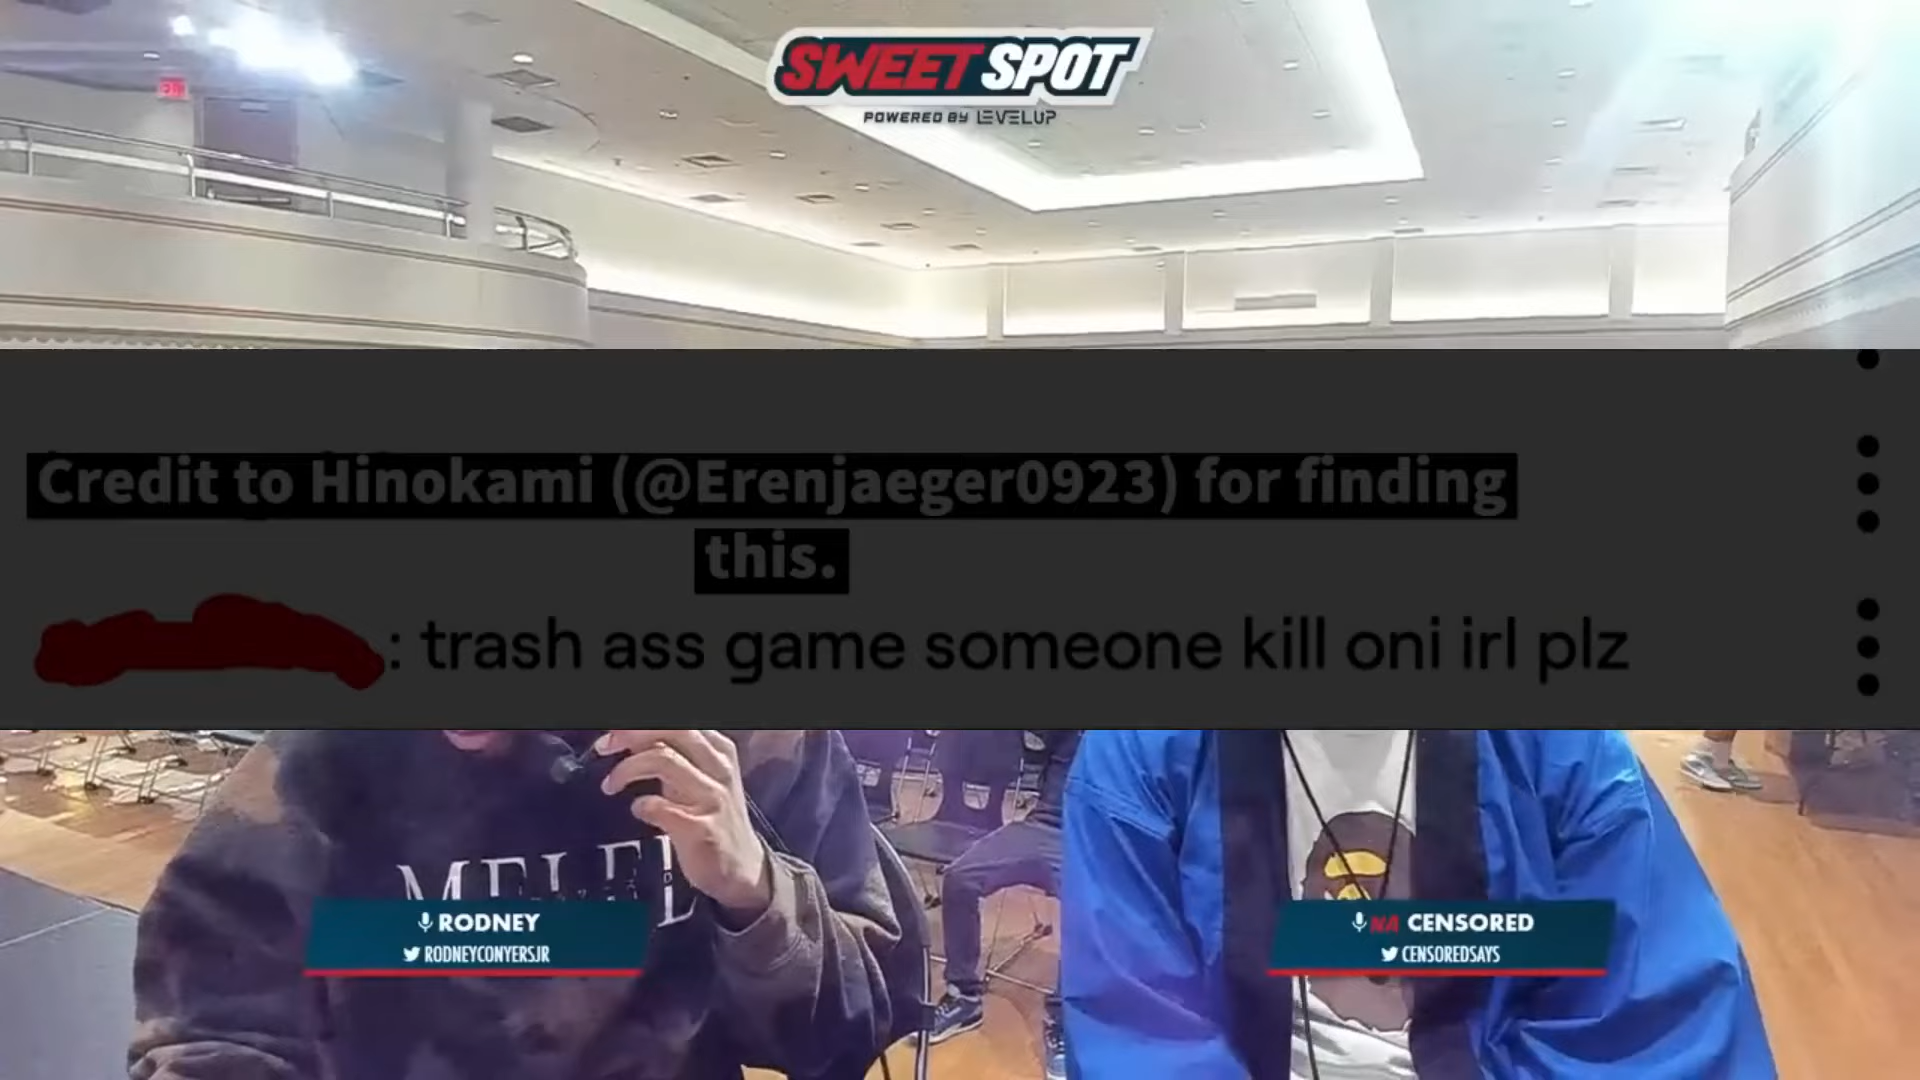 SWEET SPOT
POWERED BY LEVELUP
Credit to Hinokami (@Erenjaeger0923) for finding
this.
: trash ass game someone kill oni irl plz
RODNEY
RODNEYCONYERSJR
NA CENSORED
CENSOREDSAYS